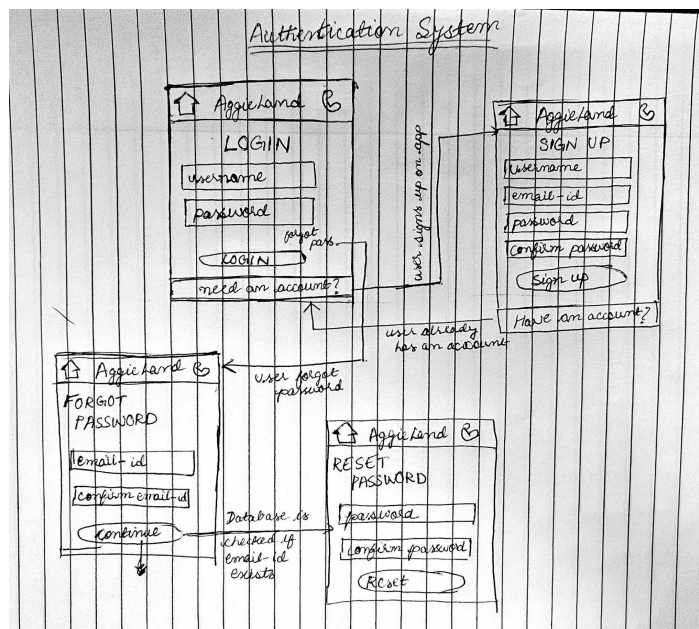 Authentication System
AggieLand
LOGIN
username
password
forgot
pass
LOGIN
need an account?
user signs up on app
AggieLand
SIGN UP
username
email-id
password
confirm password
Sign up
Have an account?
user already
has an account
user forgot
password
AggieLand
FORGOT
PASSWORD
email-id
confirm email-id
continue
Database is
checked if
email-id
exists
AggieLand
RESET
PASSWORD
password
confirm password
Reset